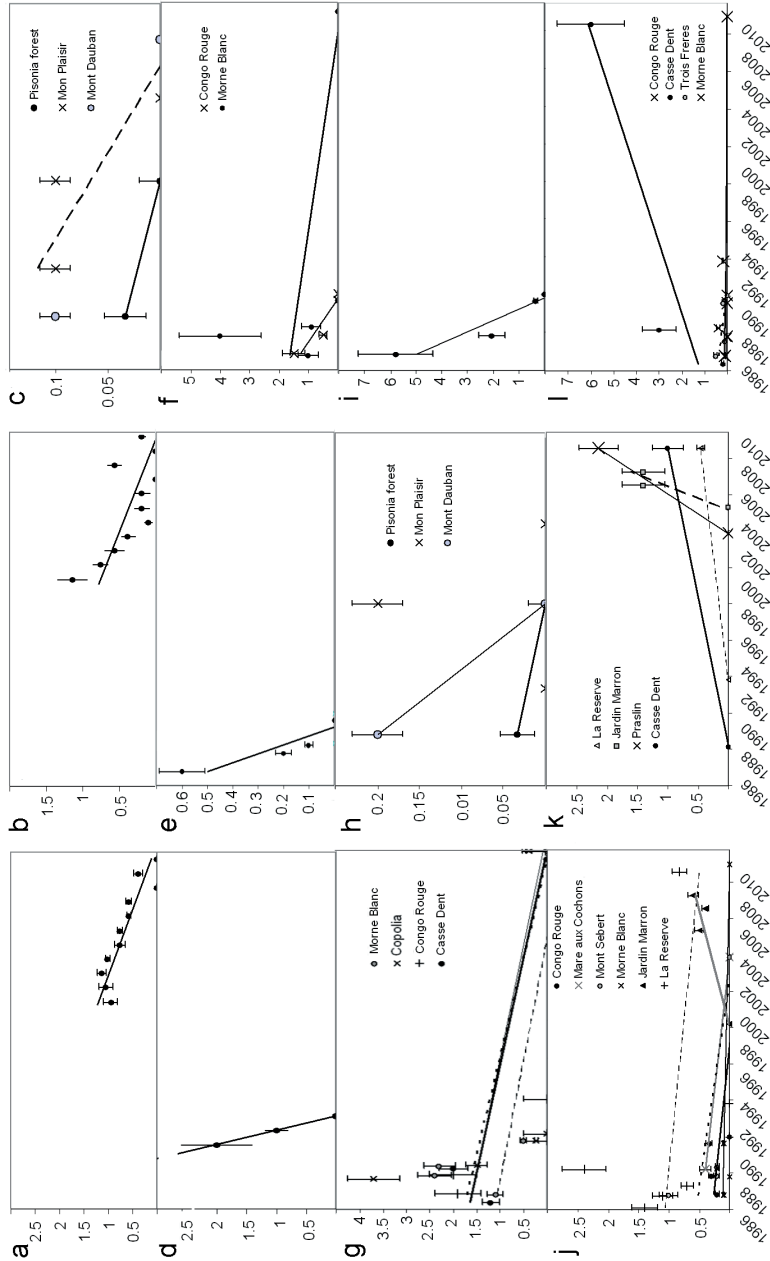 a
2.5
2
1.5
1
0.5
b
1.5
1
0.5
c
0.1
0.05
Pisonia forest
Mon Plaisir
Mont Dauban
d
2
1
e
0.6
0.5
0.4
0.3
0.2
0.1
f
5
4
3
2
1
Congo Rouge
Morne Blanc
g
4.5
3.5
2.5
1.5
0.5
Morne Blanc
Copolia
Congo Rouge
Casse Dent
h
0.2
0.15
0.01
0.05
Pisonia forest
Mon Plaisir
Mont Dauban
i
7
6
5
4
3
2
1
j
2.5
2
1.5
1
0.5
Congo Rouge
Mare aux Cochons
Mont Sebert
Morne Blanc
Jardin Marron
La Reserve
1986 1988 1990 1992 1994 1996 1998 2000 2002 2004 2006 2008 2010
k
2.5
2
1.5
1
0.5
La Reserve
Jardin Marron
Praslin
Casse Dent
1986 1988 1990 1992 1994 1996 1998 2000 2002 2004 2006 2008 2010
l
7
6
5
4
3
2
1
Congo Rouge
Casse Dent
Trois Freres
Morne Blanc
1986 1988 1990 1992 1994 1996 1998 2000 2002 2004 2006 2008 2010